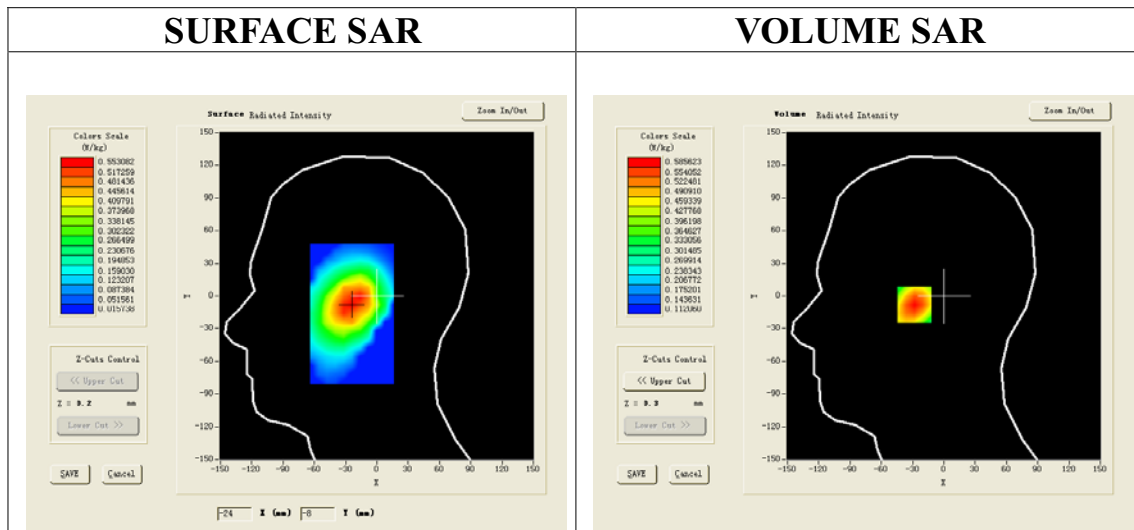 SURFACE SAR
VOLUME SAR
Surface Radiated Intensity
Zoom In/Out
Colors Scale
(W/kg)
0.553082
0.517259
0.481436
0.445614
0.409791
0.373968
0.338145
0.302322
0.266499
0.230676
0.194853
0.159030
0.123207
0.087384
0.051561
0.015738
150
120
90
60
30
0
-30
-60
-90
-120
-150
Y
-150 -120 -90 -60 -30 0 30 60 90 120 150
X
Z-Cuts Control
<< Upper Cut
Z = mm
Lower Cut >>
SAVE Cancel
-24 X (mm) -8 Y (mm)
Volume Radiated Intensity
Zoom In/Out
Colors Scale
(W/kg)
0.585623
0.554052
0.522481
0.490910
0.459339
0.427768
0.396198
0.364627
0.333056
0.301485
0.269914
0.238343
0.206772
0.175201
0.143631
0.112060
150
120
90
60
30
0
-30
-60
-90
-120
-150
Y
-150 -120 -90 -60 -30 0 30 60 90 120 150
X
Z-Cuts Control
<< Upper Cut
Z = mm
Lower Cut >>
SAVE Cancel